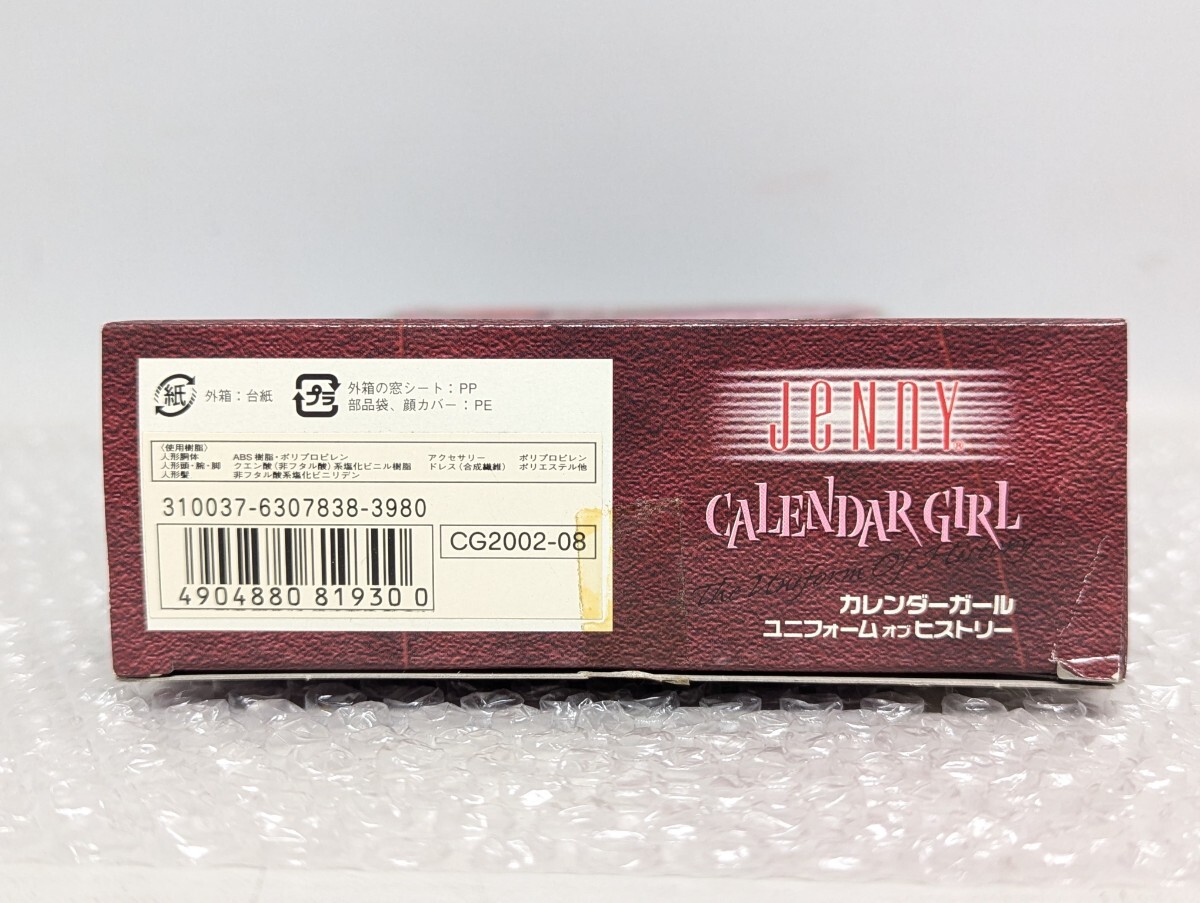 紙
外箱：台紙
プラ
外箱の窓シート：PP
部品袋、顔カバー：PE
〈使用樹脂〉
人形胴体 ABS樹脂・ポリプロピレン アクセサリー ポリプロピレン
人形頭・腕・脚 クエン酸（非フタル酸）系塩化ビニル樹脂 ドレス（合成繊維） ポリエステル他
人形髪 非フタル酸系塩化ビニリデン
310037-6307838-3980
CG2002-08
4904880 81930 0
JeNNY®
CALENDAR GIRL
The Uniform Of
カレンダーガール
ユニフォーム オブ ヒストリー